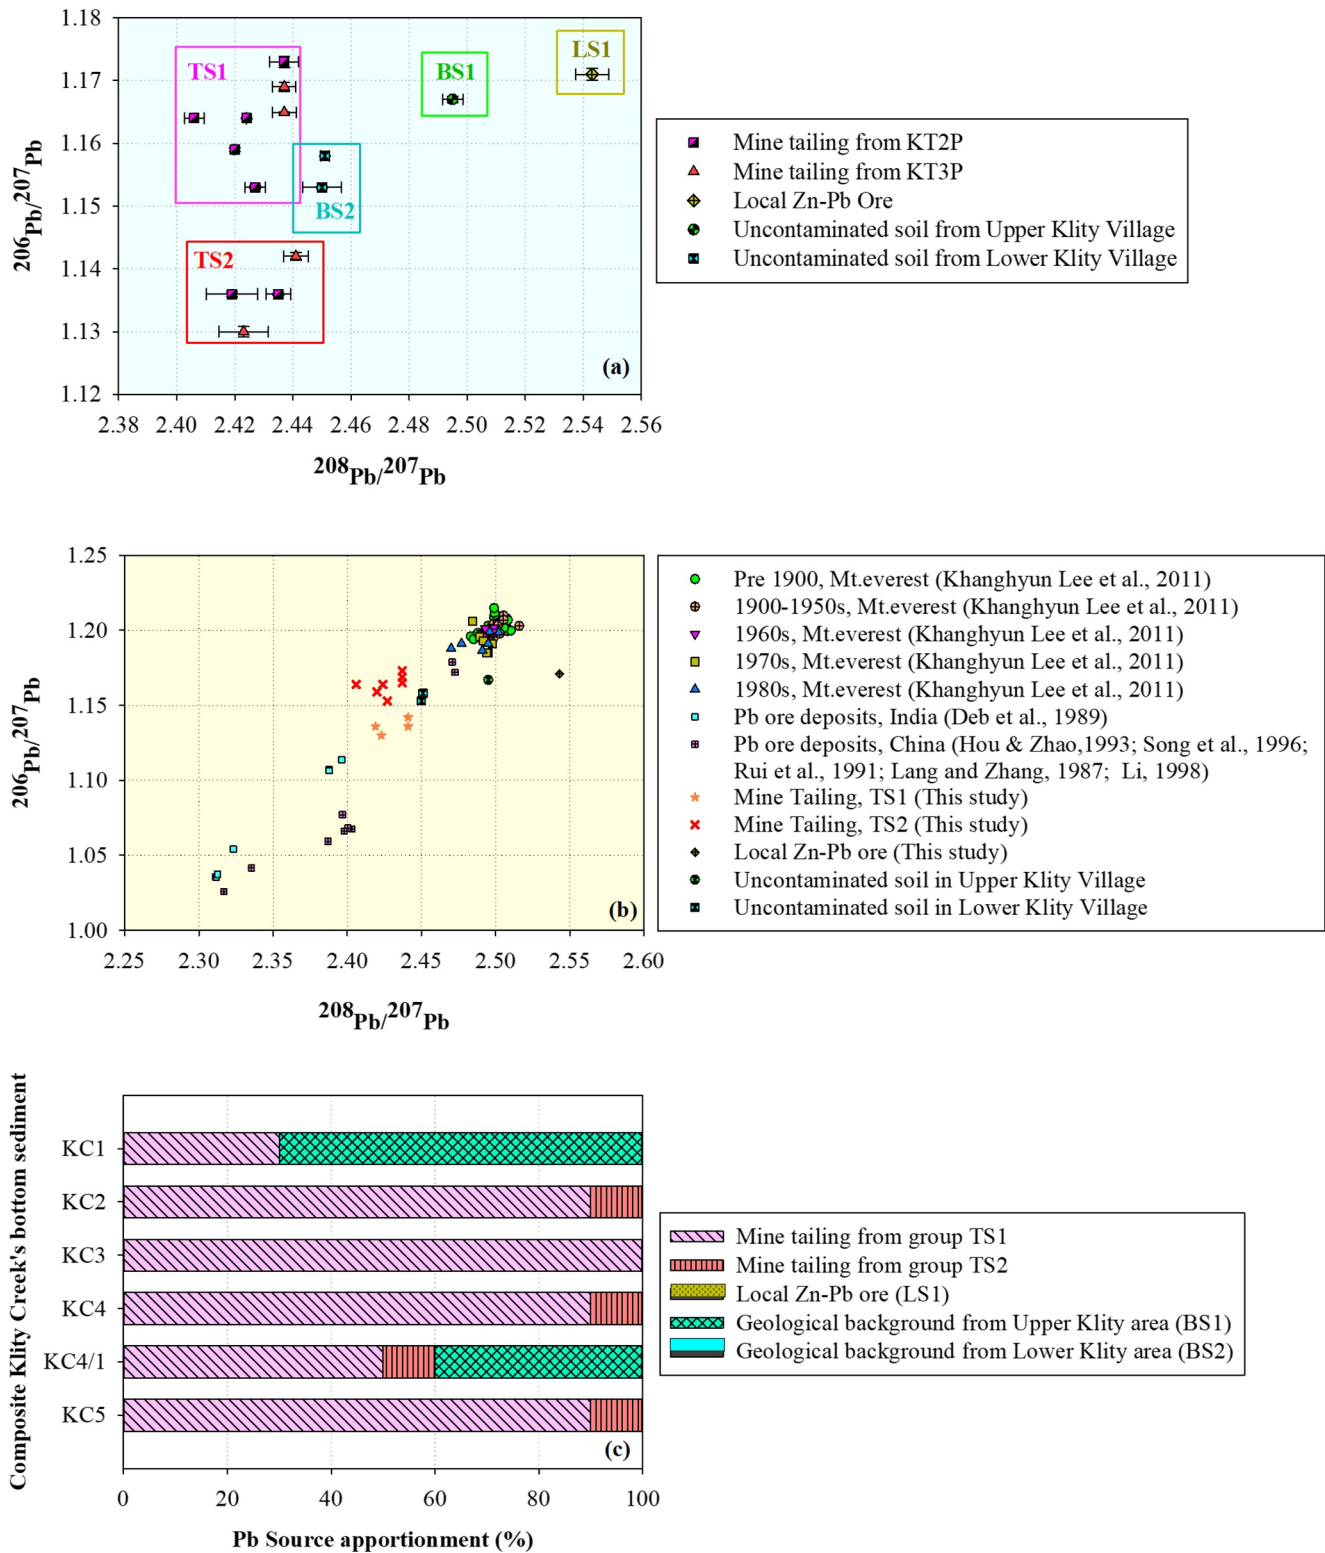 1.18
1.17
1.16
1.15
1.14
1.13
1.12
206Pb/207Pb
TS1
BS1
LS1
BS2
TS2
(a)
2.38 2.40 2.42 2.44 2.46 2.48 2.50 2.52 2.54 2.56
208Pb/207Pb
Mine tailing from KT2P
Mine tailing from KT3P
Local Zn-Pb Ore
Uncontaminated soil from Upper Klity Village
Uncontaminated soil from Lower Klity Village
1.25
1.20
1.15
1.10
1.05
1.00
206Pb/207Pb
(b)
2.25 2.30 2.35 2.40 2.45 2.50 2.55 2.60
208Pb/207Pb
Pre 1900, Mt.everest (Khanghyun Lee et al., 2011)
1900-1950s, Mt.everest (Khanghyun Lee et al., 2011)
1960s, Mt.everest (Khanghyun Lee et al., 2011)
1970s, Mt.everest (Khanghyun Lee et al., 2011)
1980s, Mt.everest (Khanghyun Lee et al., 2011)
Pb ore deposits, India (Deb et al., 1989)
Pb ore deposits, China (Hou & Zhao,1993; Song et al., 1996;
Rui et al., 1991; Lang and Zhang, 1987; Li, 1998)
Mine Tailing, TS1 (This study)
Mine Tailing, TS2 (This study)
Local Zn-Pb ore (This study)
Uncontaminated soil in Upper Klity Village
Uncontaminated soil in Lower Klity Village
Composite Klity Creek's bottom sediment
KC1
KC2
KC3
KC4
KC4/1
KC5
(c)
0 20 40 60 80 100
Pb Source apportionment (%)
Mine tailing from group TS1
Mine tailing from group TS2
Local Zn-Pb ore (LS1)
Geological background from Upper Klity area (BS1)
Geological background from Lower Klity area (BS2)